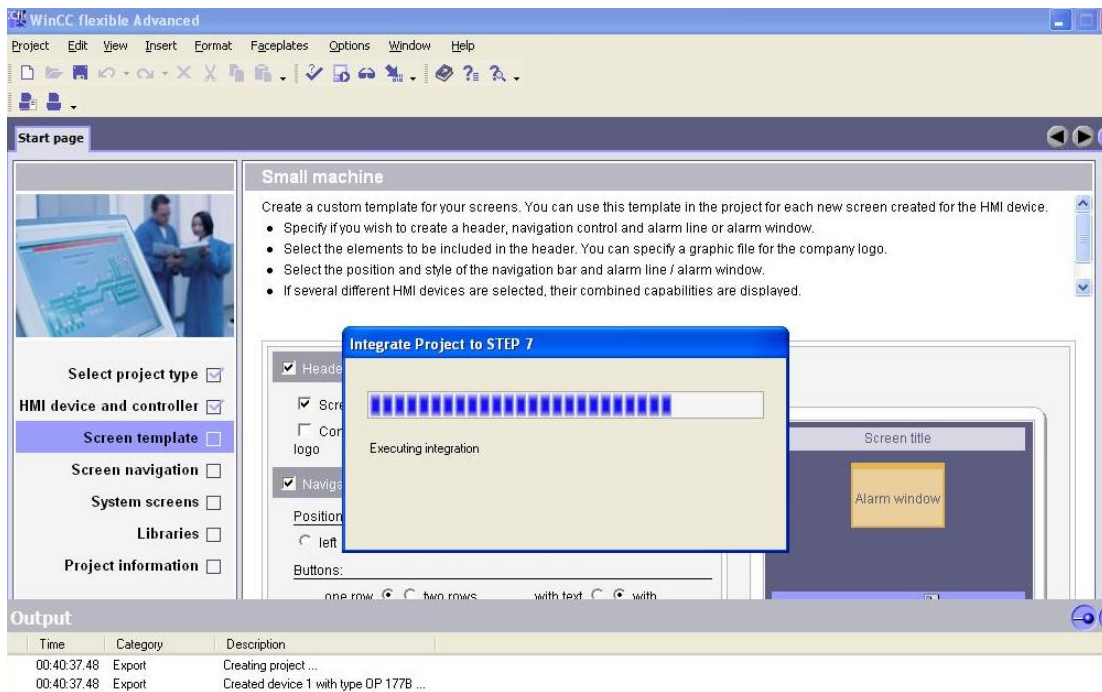 WinCC flexible Advanced
Project Edit View Insert Format Faceplates Options Window Help
Start page
Small machine
Create a custom template for your screens. You can use this template in the project for each new screen created for the HMI device.
Specify if you wish to create a header, navigation control and alarm line or alarm window.
Select the elements to be included in the header. You can specify a graphic file for the company logo.
Select the position and style of the navigation bar and alarm line / alarm window.
If several different HMI devices are selected, their combined capabilities are displayed.
Select project type
HMI device and controller
Screen template
Screen navigation
System screens
Libraries
Project information
Integrate Project to STEP 7
Executing integration
logo
Position
left
Buttons:
one row two rows with text with
Screen title
Alarm window
Output
Time Category Description
00:40:37.48 Export Creating project ...
00:40:37.48 Export Created device 1 with type OP 177B ...